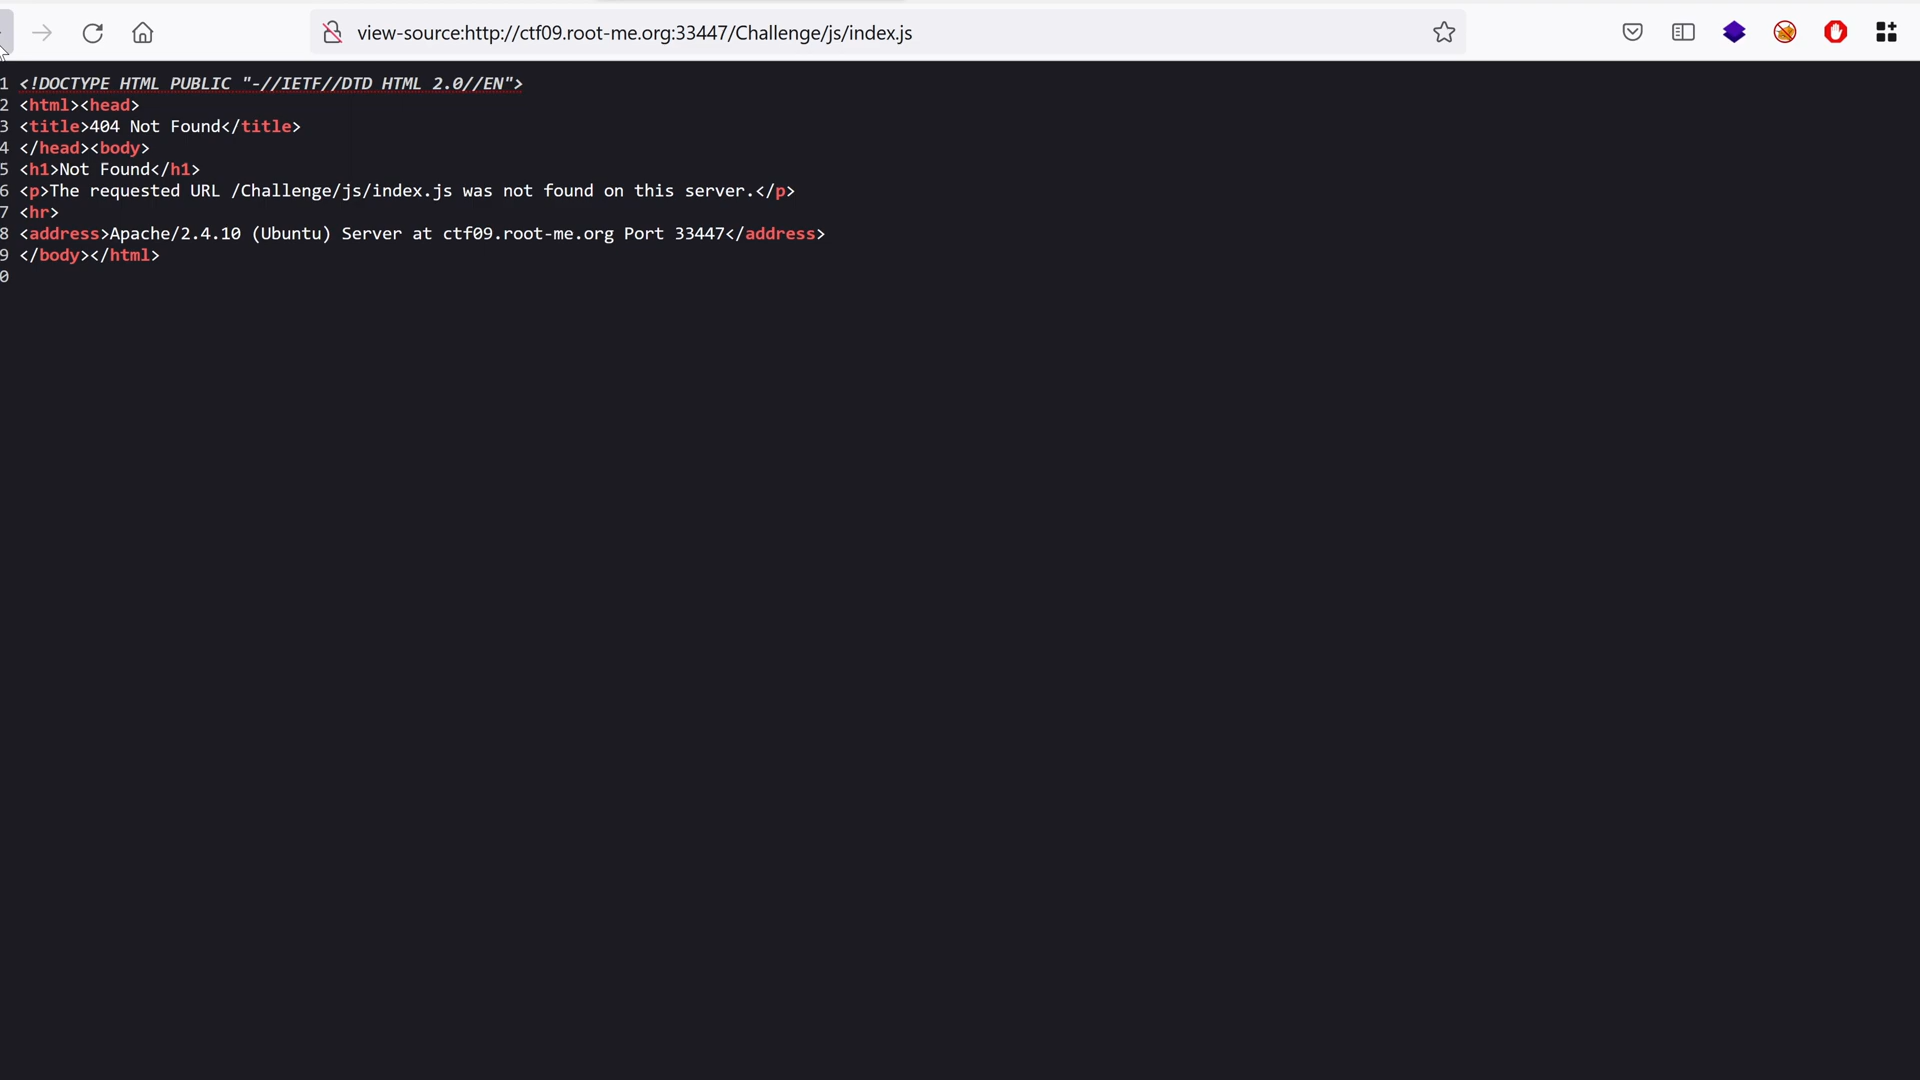 view-source:http://ctf09.root-me.org:33447/Challenge/js/index.js
1 <!DOCTYPE HTML PUBLIC "-//IETF//DTD HTML 2.0//EN">
2 <html><head>
3 <title>404 Not Found</title>
4 </head><body>
5 <h1>Not Found</h1>
6 <p>The requested URL /Challenge/js/index.js was not found on this server.</p>
7 <hr>
8 <address>Apache/2.4.10 (Ubuntu) Server at ctf09.root-me.org Port 33447</address>
9 </body></html>
0